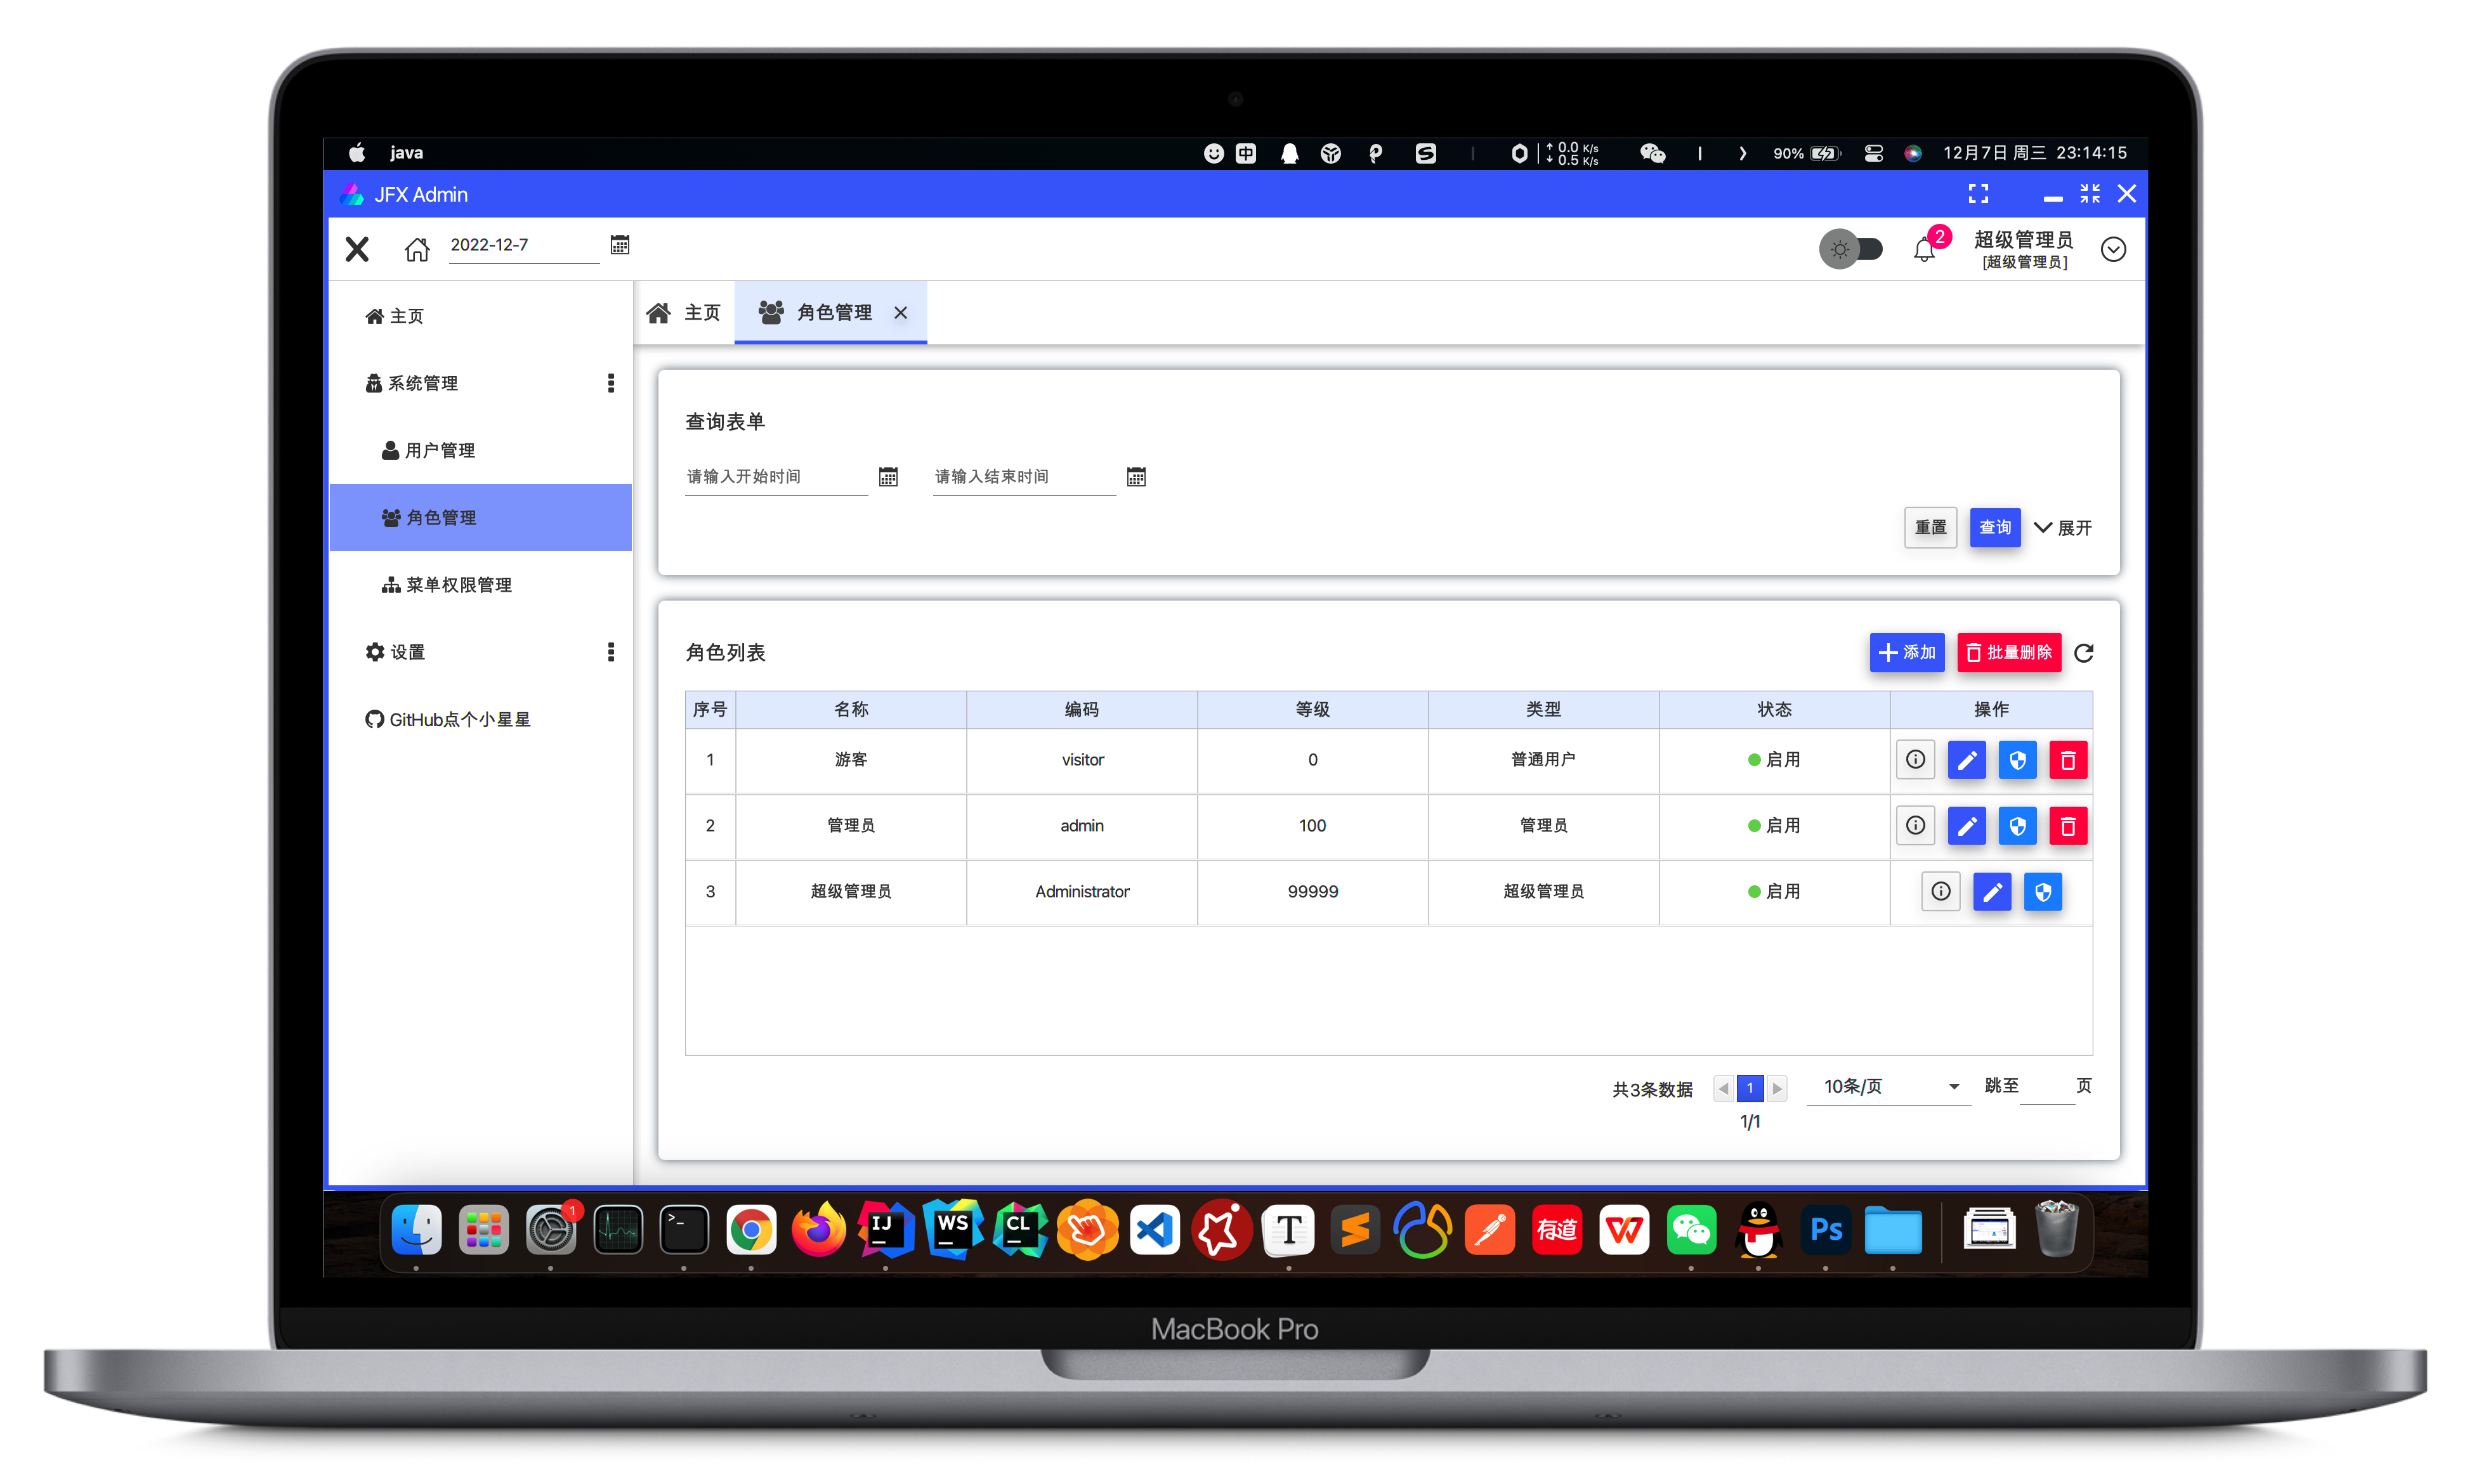 java
中
0.0 K/s
0.5 K/s
90%
12月7日 周三 23:14:15
JFX Admin
2022-12-7
2
超级管理员
[超级管理员]
主页
系统管理
用户管理
角色管理
菜单权限管理
设置
GitHub点个小星星
主页
角色管理
查询表单
请输入开始时间
请输入结束时间
重置
查询
展开
角色列表
添加
批量删除
序号 名称 编码 等级 类型 状态 操作
1 游客 visitor 0 普通用户 启用
2 管理员 admin 100 管理员 启用
3 超级管理员 Administrator 99999 超级管理员 启用
共3条数据
1
1/1
10条/页
跳至
页
1
>_
IJ
WS
CL
T
有道
Ps
MacBook Pro